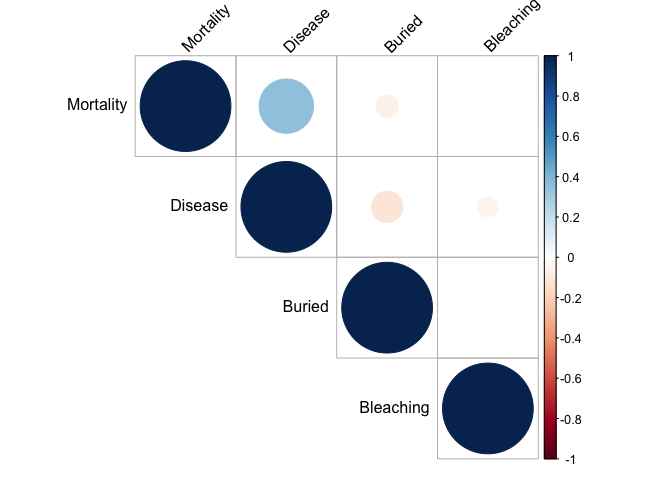 Mortality
Disease
Buried
Bleaching
Mortality
Disease
Buried
Bleaching
1
0.8
0.6
0.4
0.2
0
-0.2
-0.4
-0.6
-0.8
-1